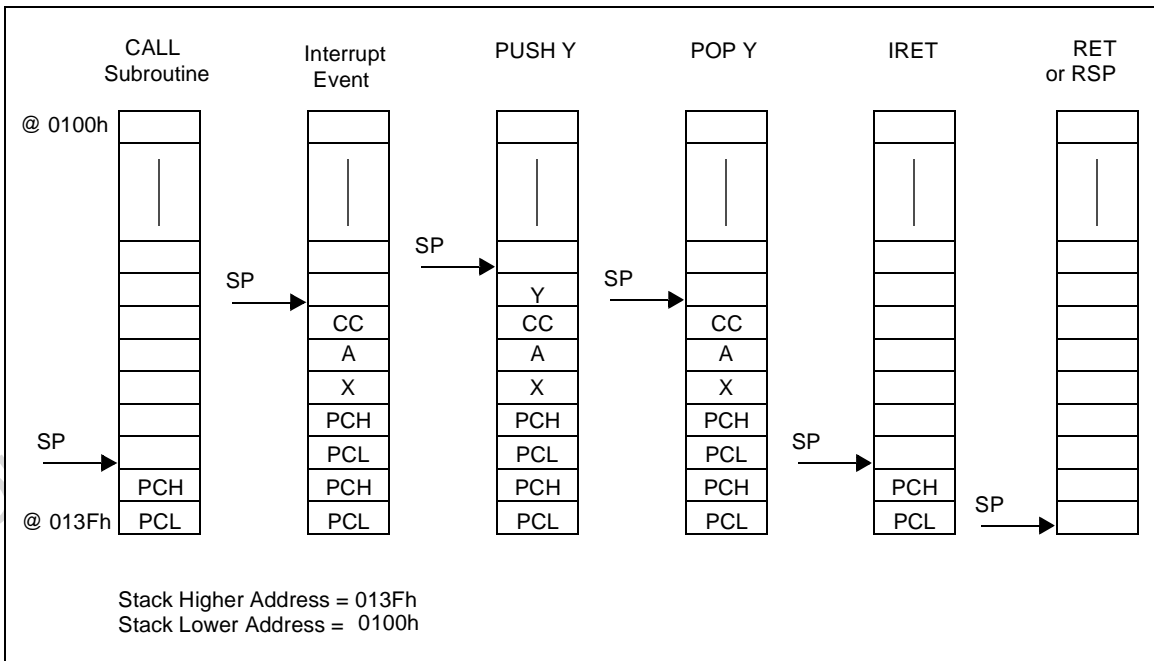 CALL
Subroutine
Interrupt
Event
PUSH Y
POP Y
IRET
RET
or RSP
@ 0100h
SP
SP
SP
Y
CC
CC
CC
A
A
A
X
X
X
PCH
PCH
PCH
SP
SP
PCL
PCL
PCL
PCH
PCH
PCH
PCH
PCH
SP
@ 013Fh
PCL
PCL
PCL
PCL
PCL
Stack Higher Address = 013Fh
Stack Lower Address = 0100h